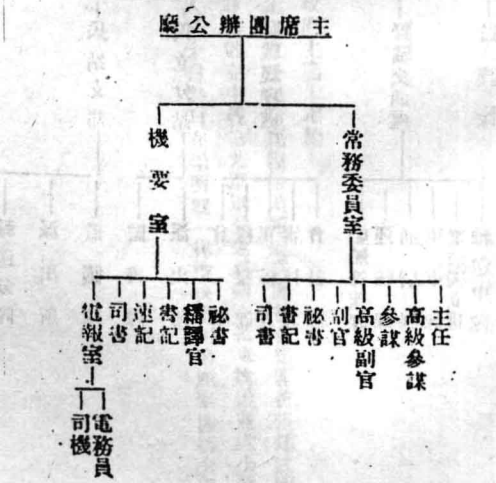 主席團辦公廳
常務委員室
機要室
主任
高級參謀
參謀
高級副官
副官
祕書
書記
司書
祕書
繙譯官
書記
速記
司書
電報室
電務員
司機